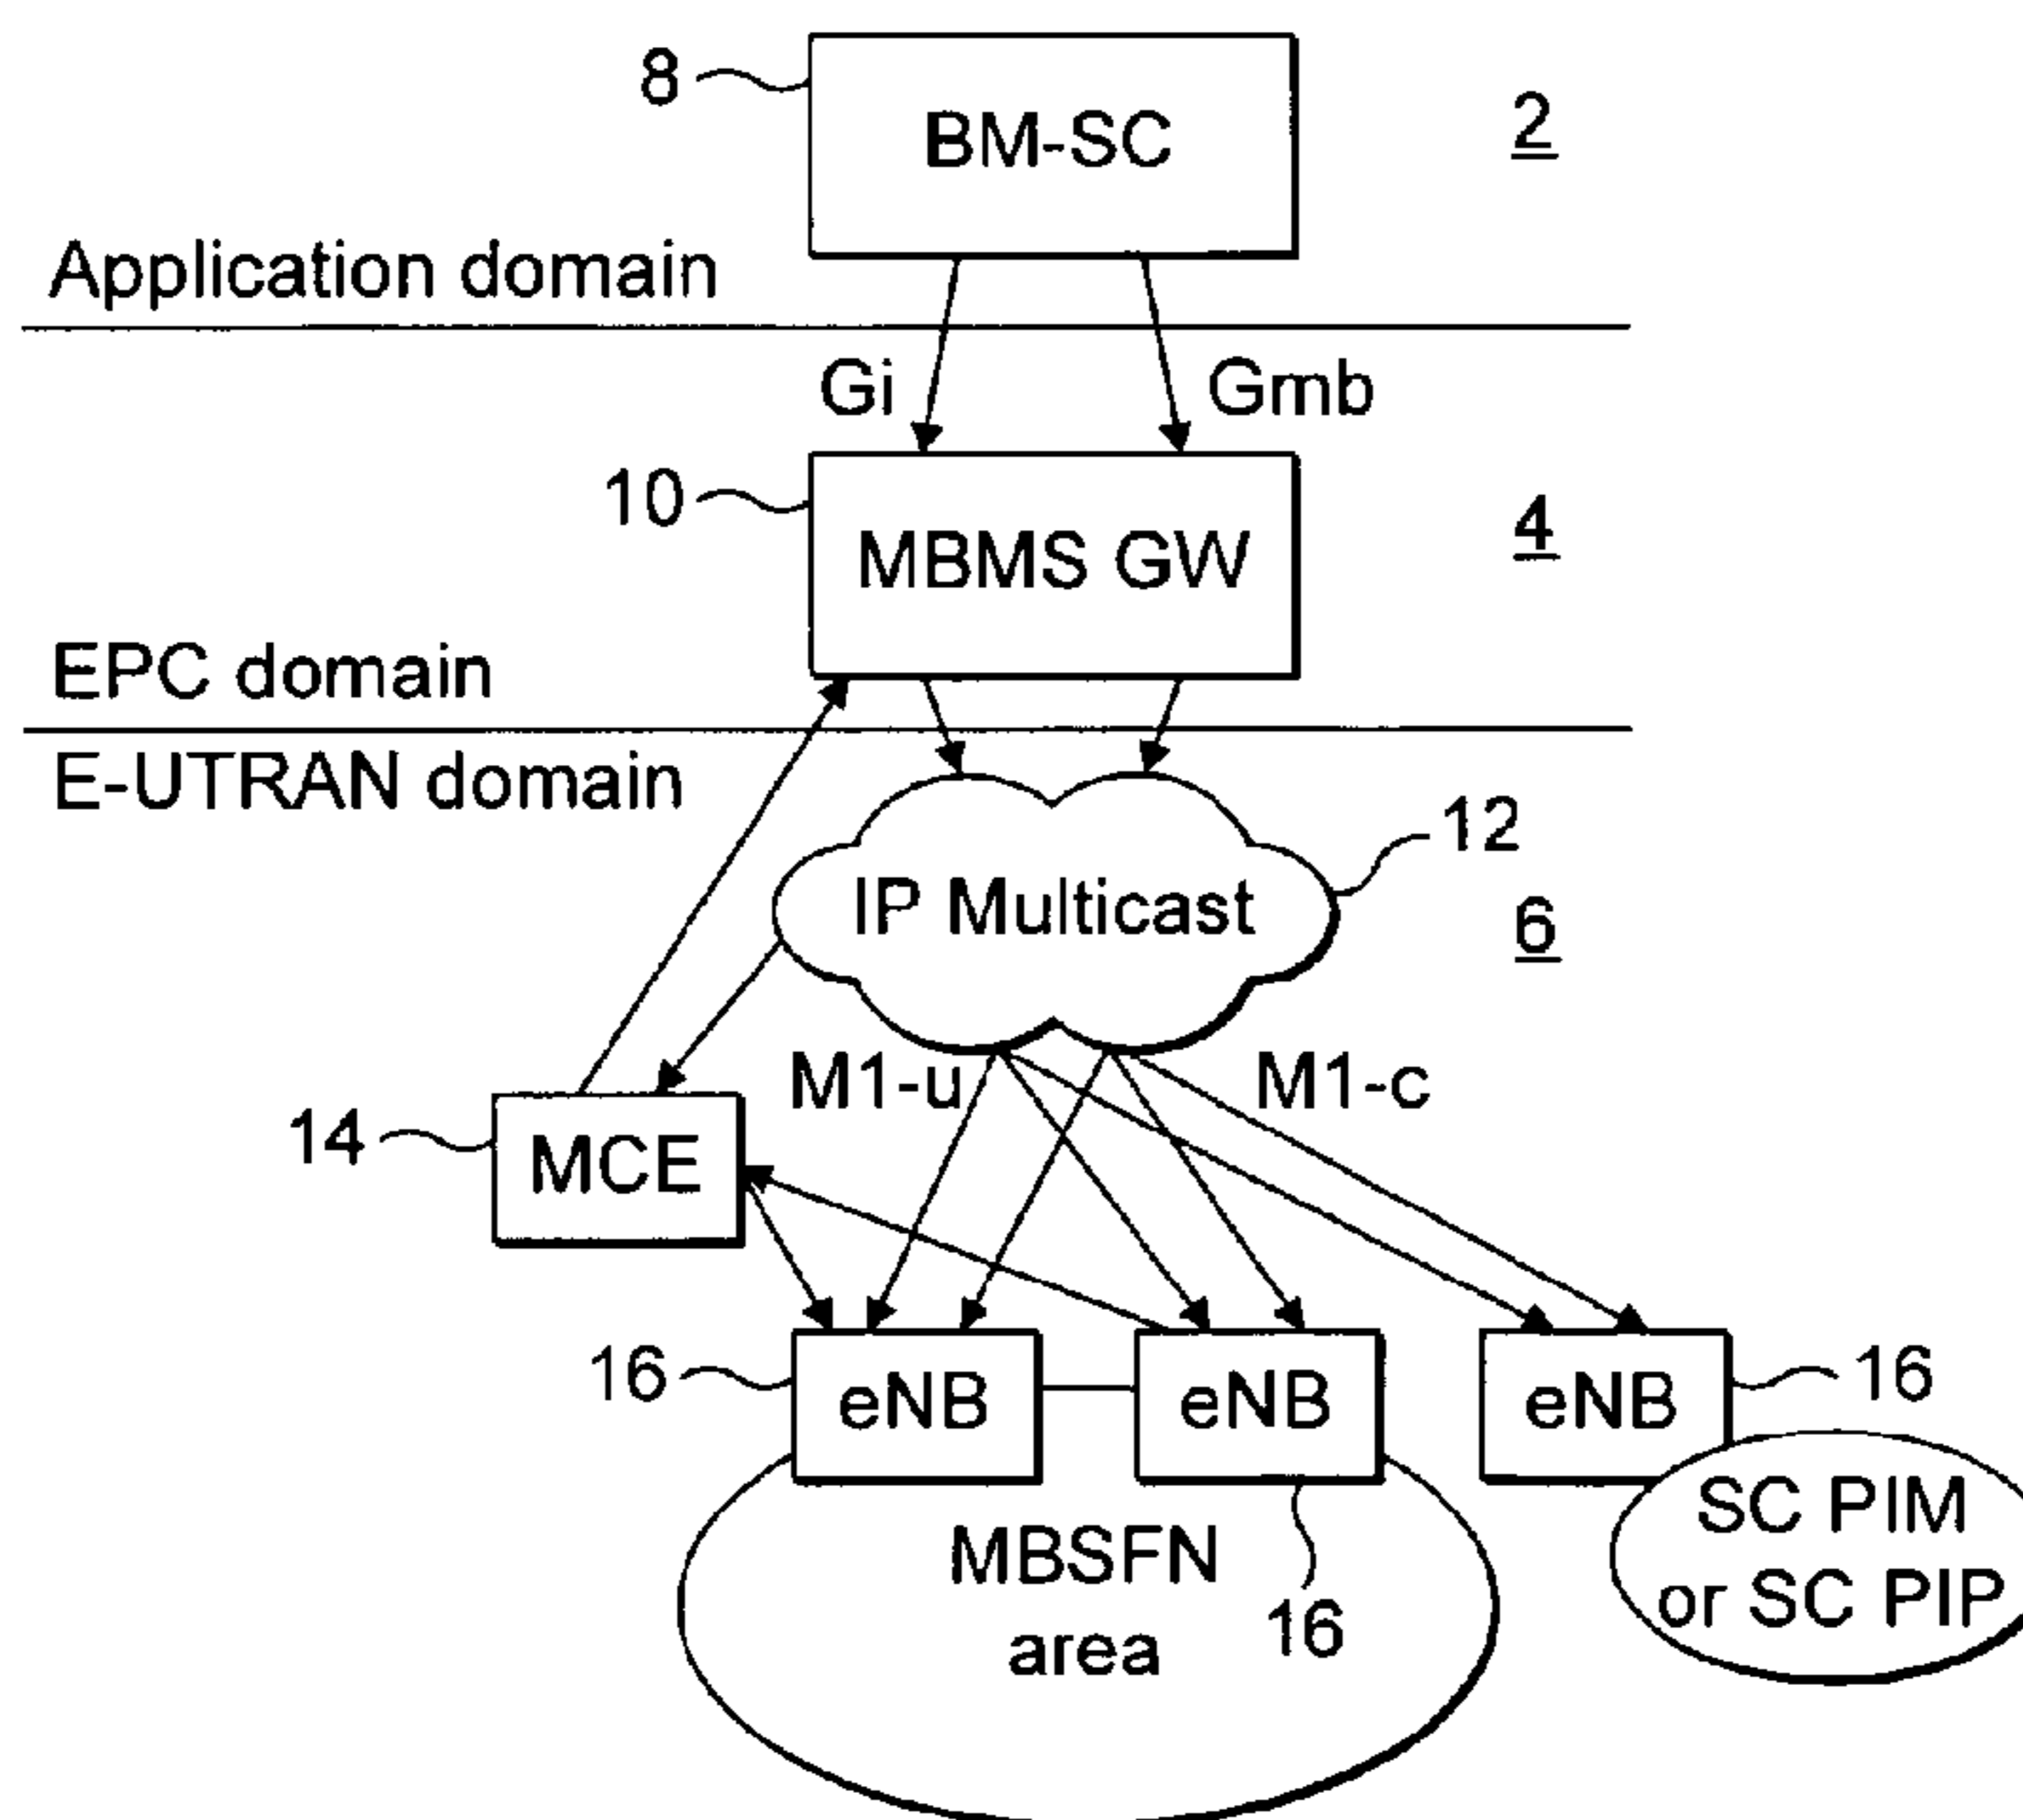 8
BM-SC
2
Application domain
Gi
Gmb
10
MBMS GW
4
EPC domain
E-UTRAN domain
12
IP Multicast
6
M1-u
M1-c
14
MCE
16
eNB
eNB
eNB
16
SC PIM
or SC PIP
MBSFN
area
16